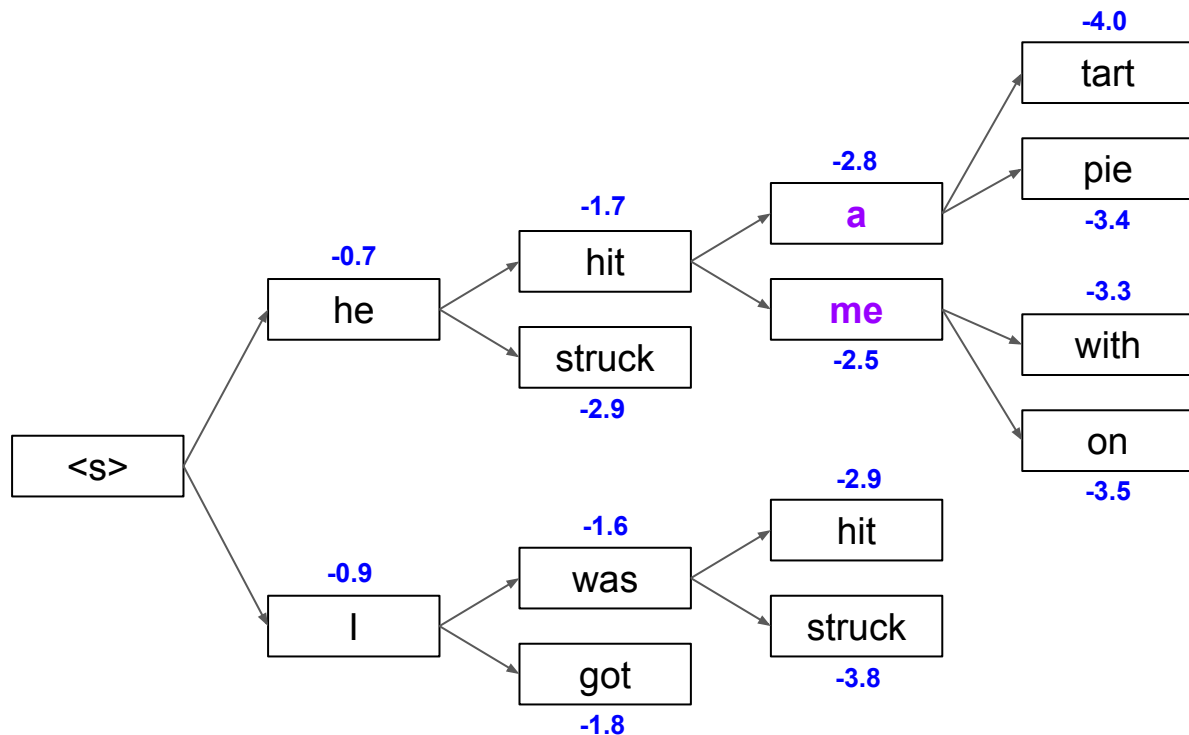 -4.0
tart
-2.8
pie
-1.7
a
-3.4
-0.7
hit
he
me
-3.3
struck
-2.5
with
-2.9
on
<s>
-2.9
-3.5
-1.6
hit
-0.9
was
I
struck
got
-3.8
-1.8